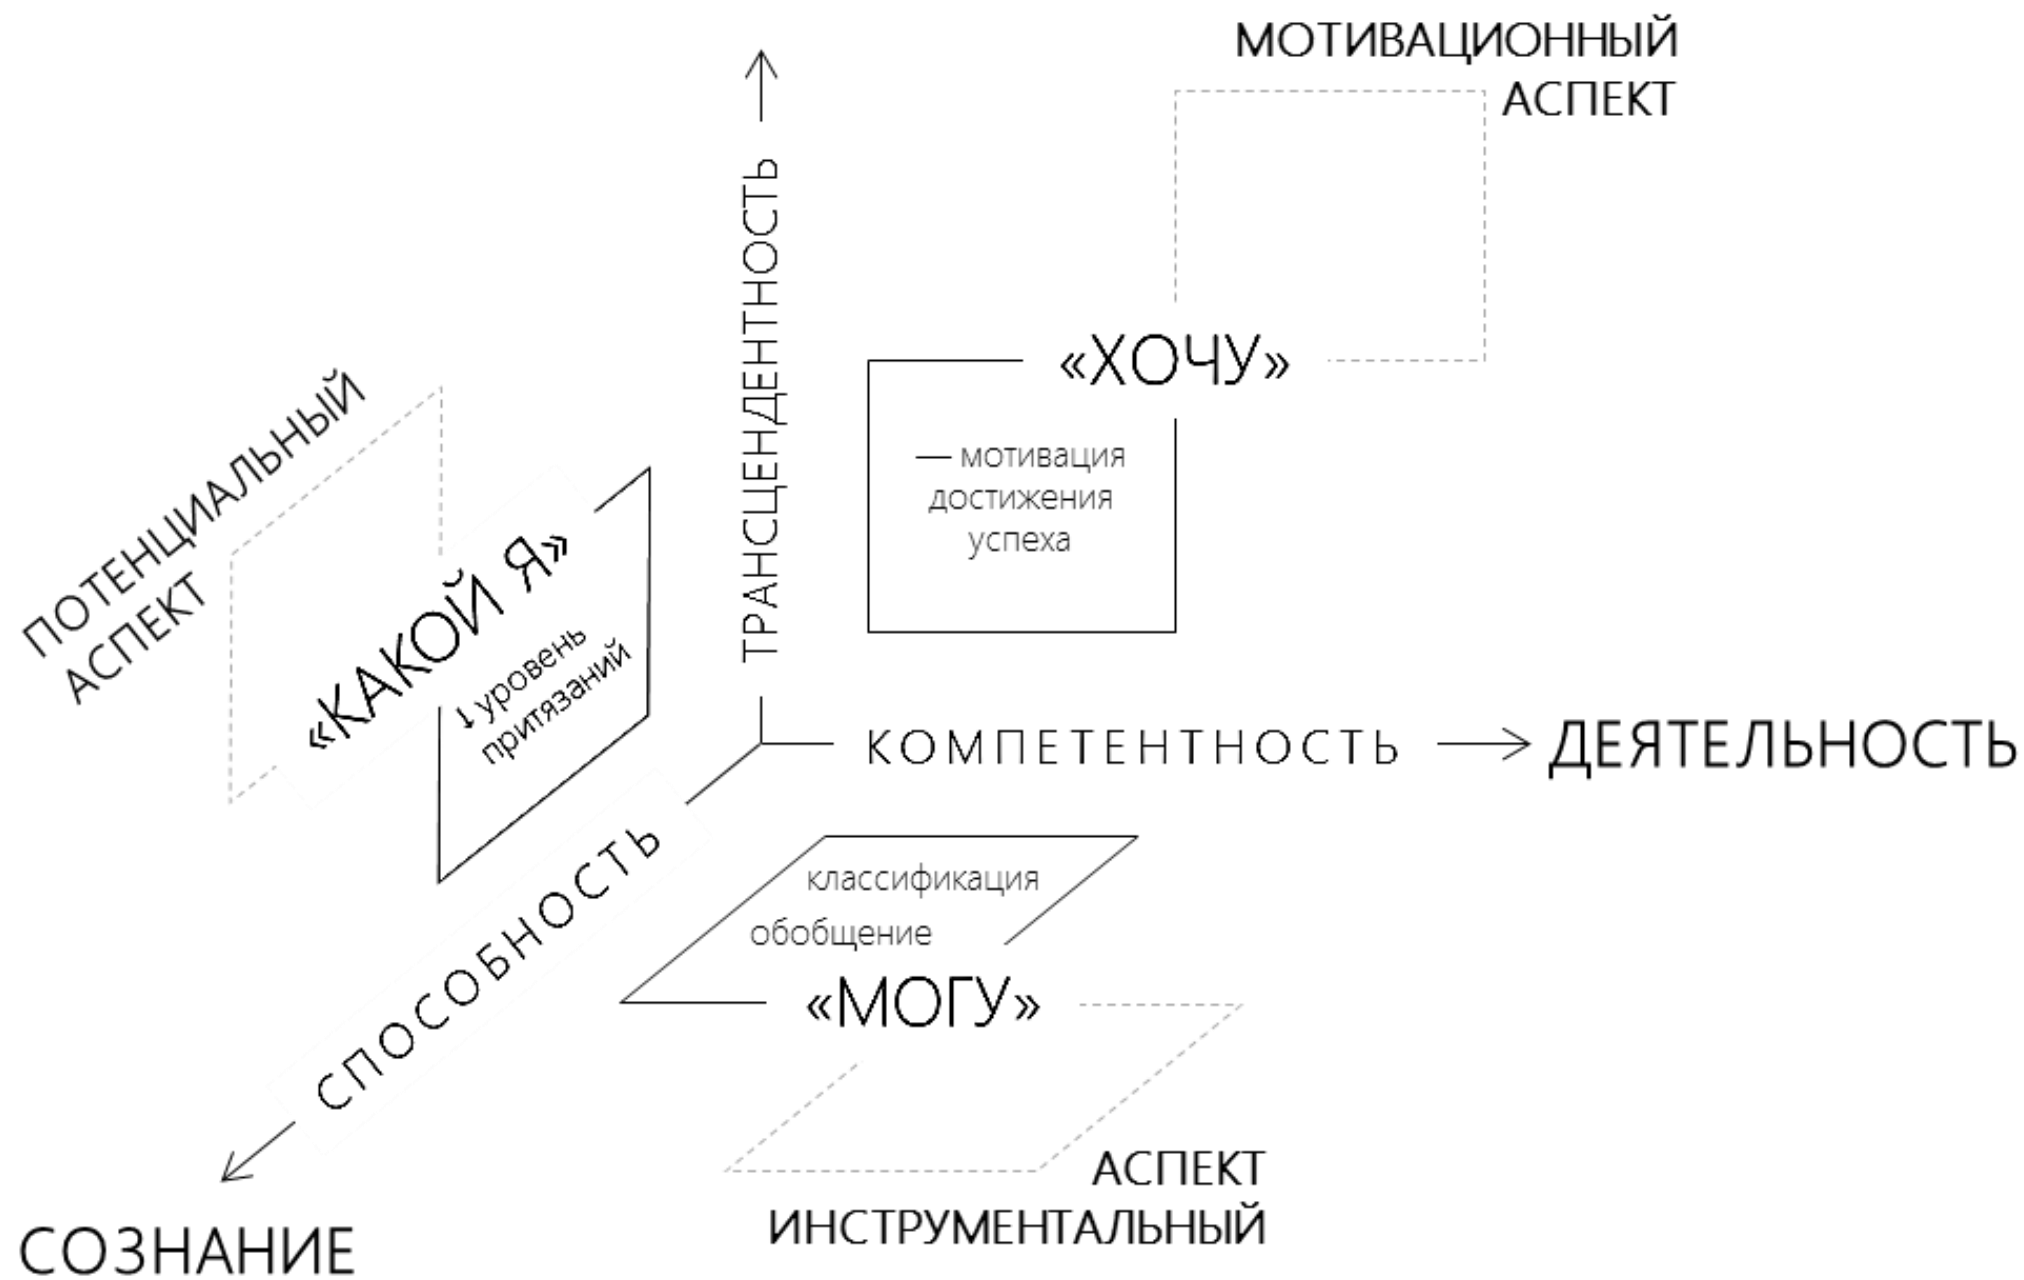 МОТИВАЦИОННЫЙ
АСПЕКТ
ТРАНСЦЕНДЕНТНОСТЬ
«ХОЧУ»
— мотивация
достижения
успеха
ПОТЕНЦИАЛЬНЫЙ
АСПЕКТ
«КАКОЙ Я»
↓ уровень
притязаний
КОМПЕТЕНТНОСТЬ
ДЕЯТЕЛЬНОСТЬ
СПОСОБНОСТЬ
классификация
обобщение
«МОГУ»
АСПЕКТ
ИНСТРУМЕНТАЛЬНЫЙ
СОЗНАНИЕ